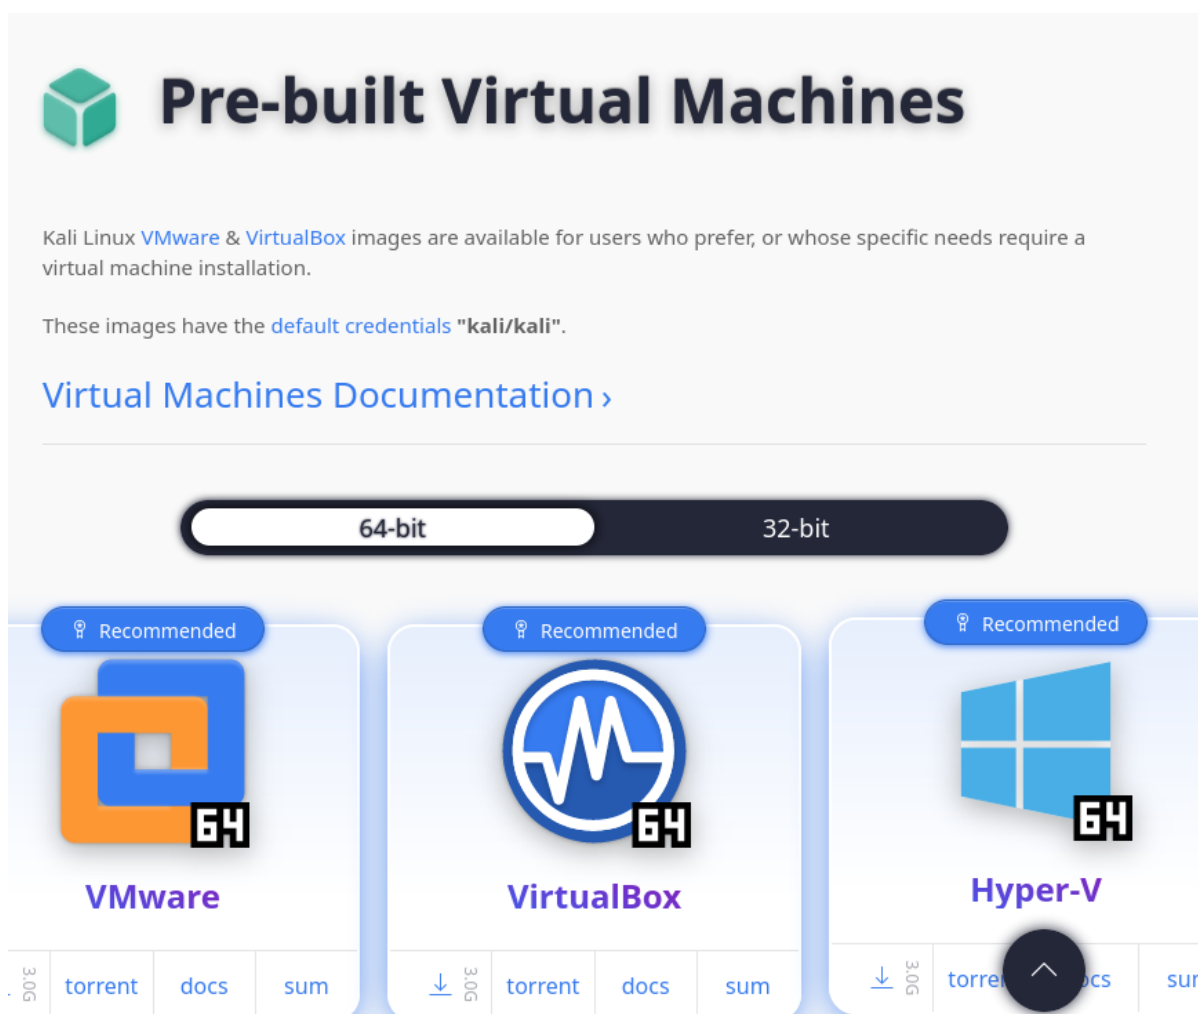 Pre-built Virtual Machines
Kali Linux VMware & VirtualBox images are available for users who prefer, or whose specific needs require a
virtual machine installation.
These images have the default credentials "kali/kali".
Virtual Machines Documentation ›
64-bit
32-bit
Recommended
64
VMware
3.0G
torrent
docs
sum
Recommended
64
VirtualBox
3.0G
torrent
docs
sum
Recommended
64
Hyper-V
3.0G